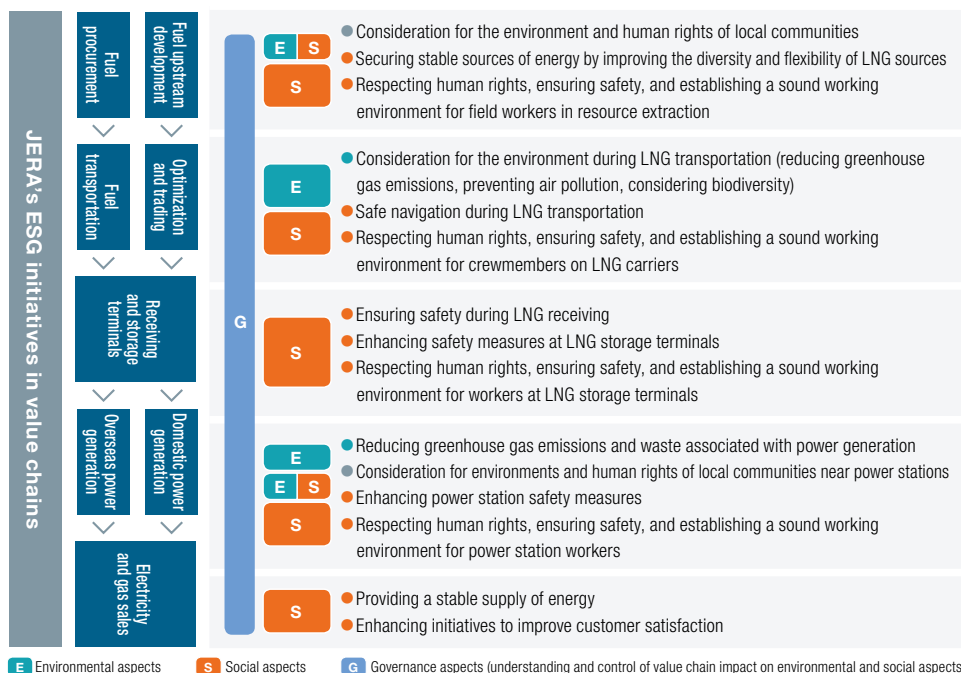 JERA's ESG initiatives in value chains
Fuel
procurement
Fuel upstream
development
Fuel
transportation
Optimization
and trading
Receiving
and storage
terminals
Overseas power
generation
Domestic power
generation
Electricity
and gas sales
G
E S
S
Consideration for the environment and human rights of local communities
Securing stable sources of energy by improving the diversity and flexibility of LNG sources
Respecting human rights, ensuring safety, and establishing a sound working
environment for field workers in resource extraction
E
S
Consideration for the environment during LNG transportation (reducing greenhouse
gas emissions, preventing air pollution, considering biodiversity)
Safe navigation during LNG transportation
Respecting human rights, ensuring safety, and establishing a sound working
environment for crewmembers on LNG carriers
S
Ensuring safety during LNG receiving
Enhancing safety measures at LNG storage terminals
Respecting human rights, ensuring safety, and establishing a sound working
environment for workers at LNG storage terminals
E
E S
S
Reducing greenhouse gas emissions and waste associated with power generation
Consideration for environments and human rights of local communities near power stations
Enhancing power station safety measures
Respecting human rights, ensuring safety, and establishing a sound working
environment for power station workers
S
Providing a stable supply of energy
Enhancing initiatives to improve customer satisfaction
E Environmental aspects S Social aspects G Governance aspects (understanding and control of value chain impact on environmental and social aspects